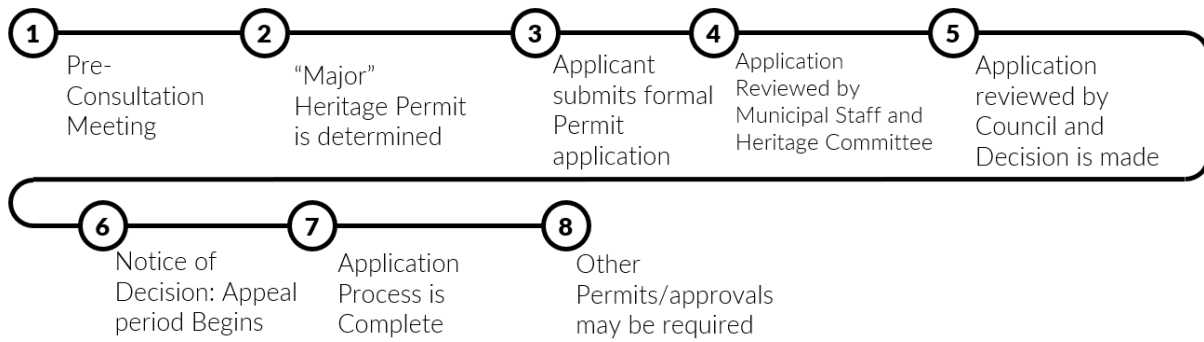 1
Pre-
Consultation
Meeting
2
“Major”
Heritage Permit
is determined
3
Applicant
submits formal
Permit
application
4
Application
Reviewed by
Municipal Staff and
Heritage Committee
5
Application
reviewed by
Council and
Decision is made
6
Notice of
Decision: Appeal
period Begins
7
Application
Process is
Complete
8
Other
Permits/approvals
may be required